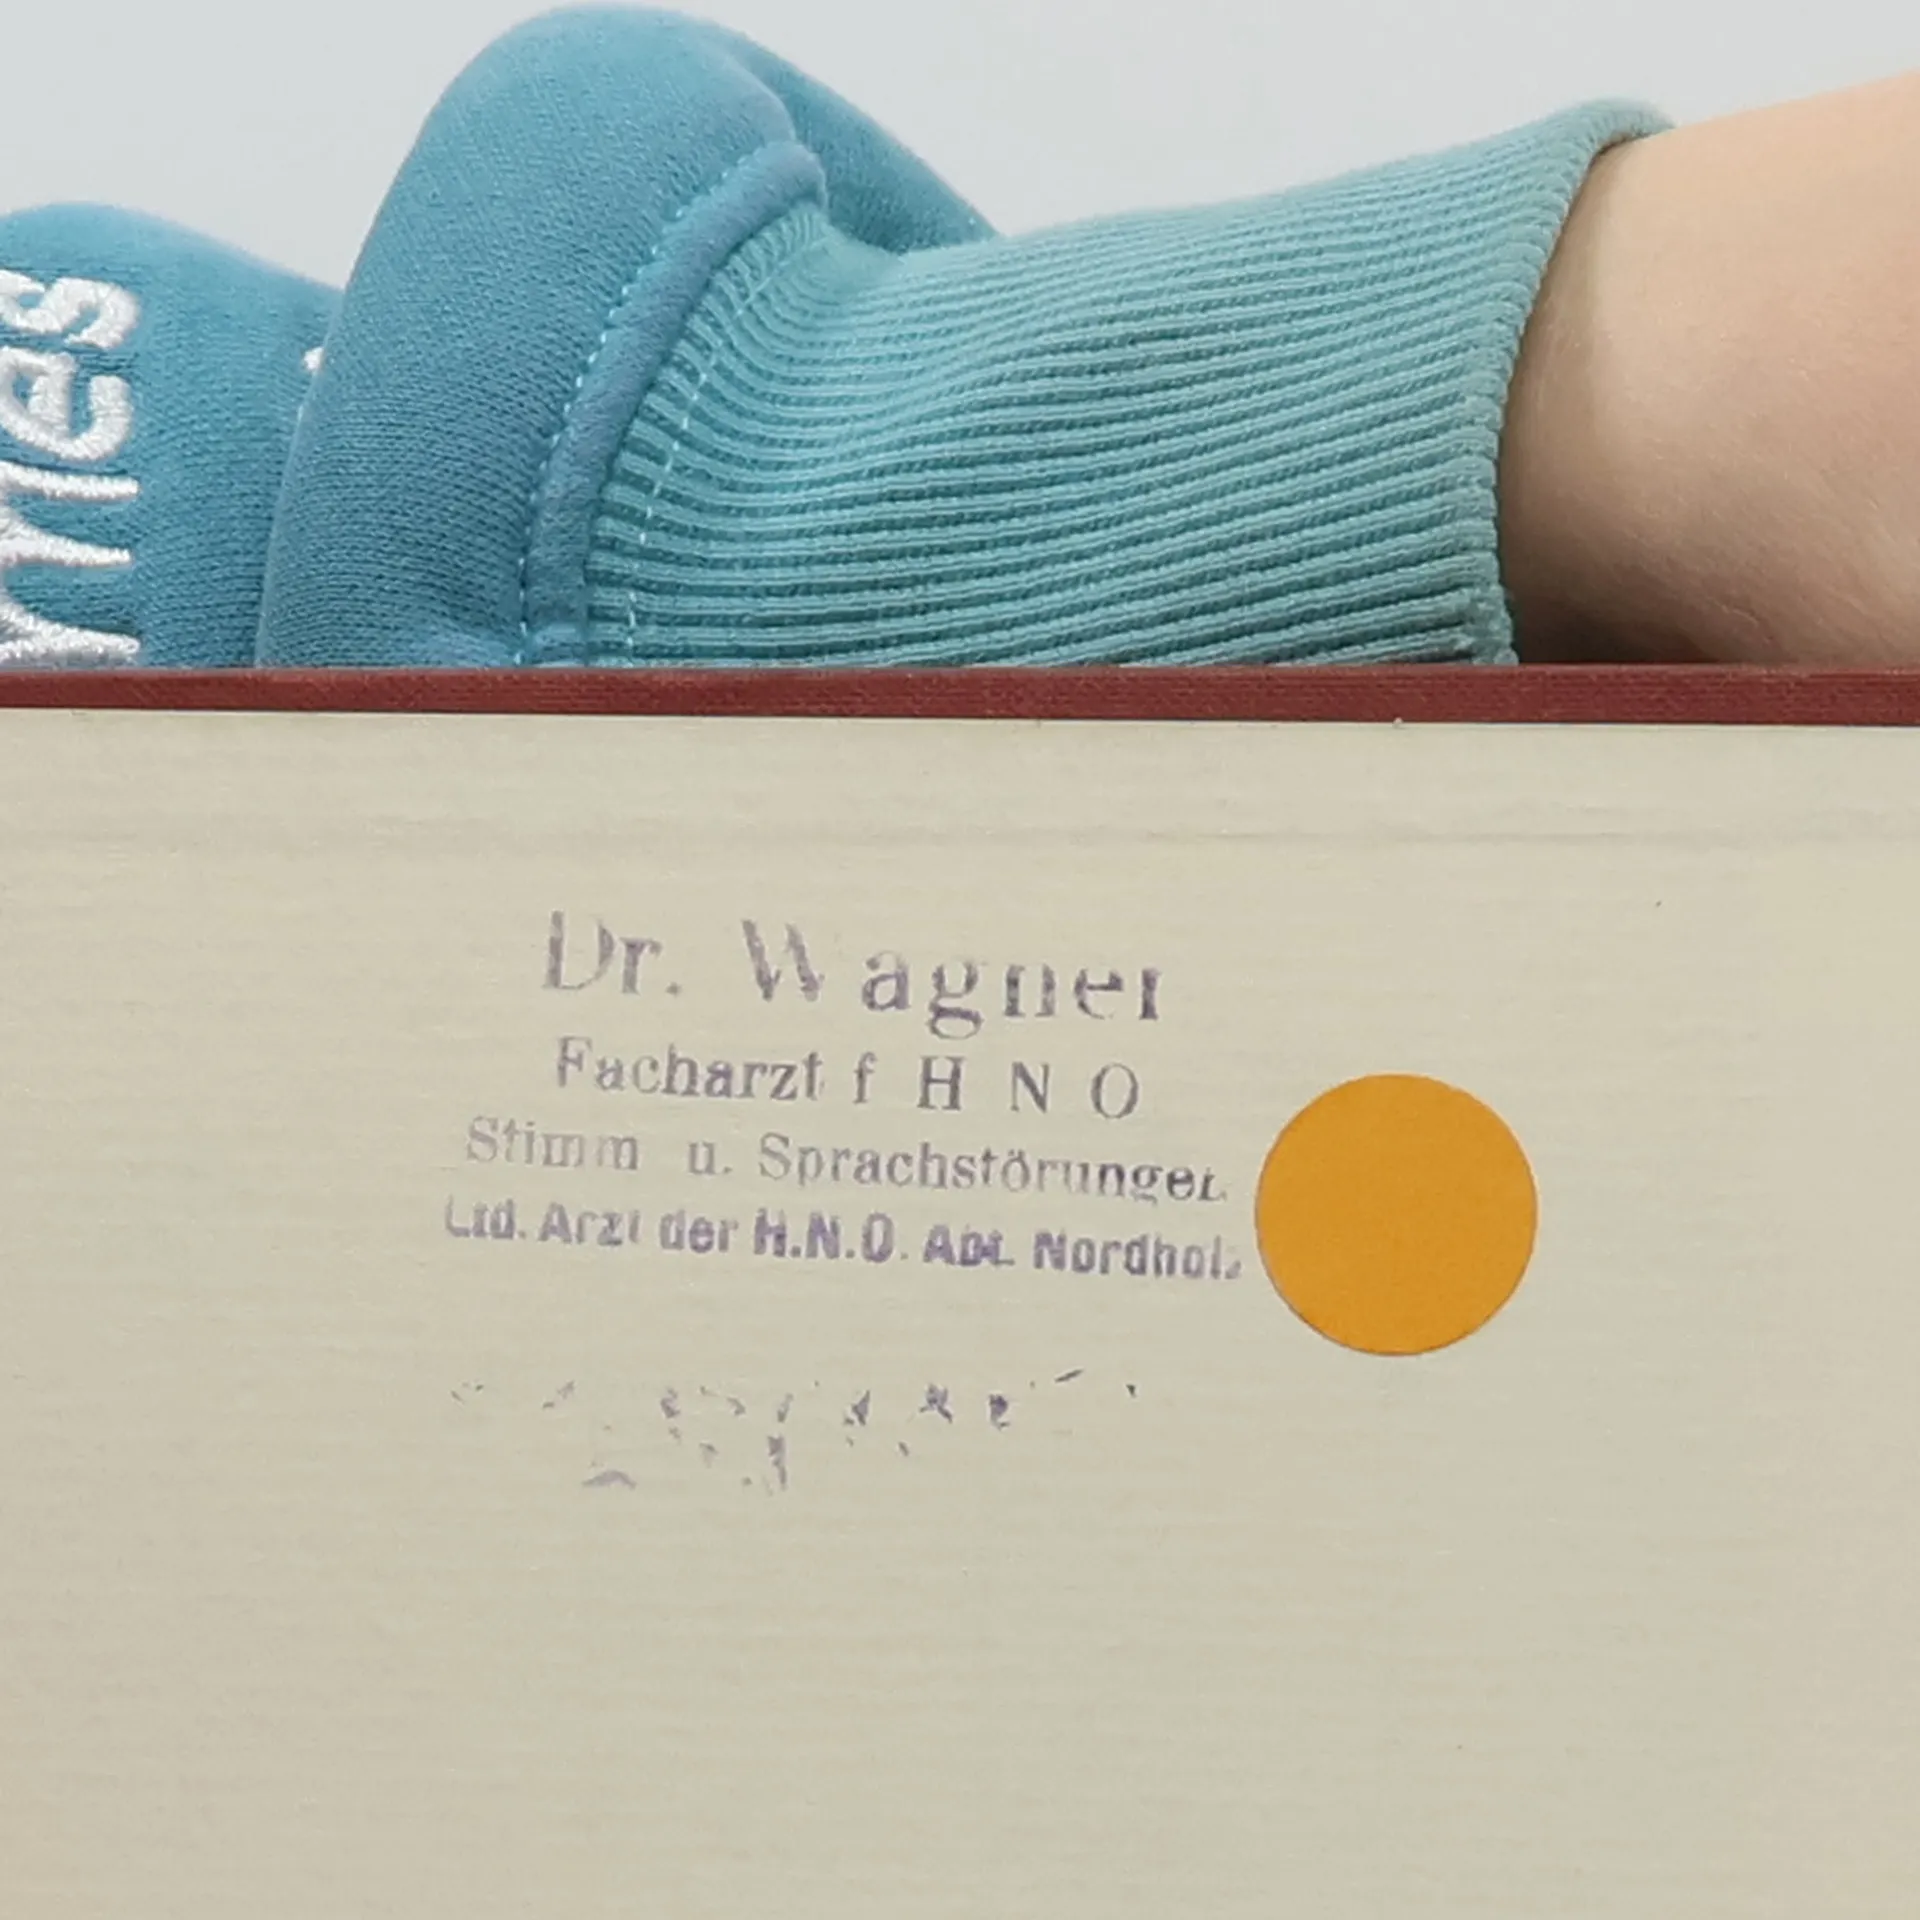 Dr. Wagner
Facharzt f H N O
Stimm u. Sprachstörungen
Ltd. Arzt der H.N.O. Abt. Nordholz